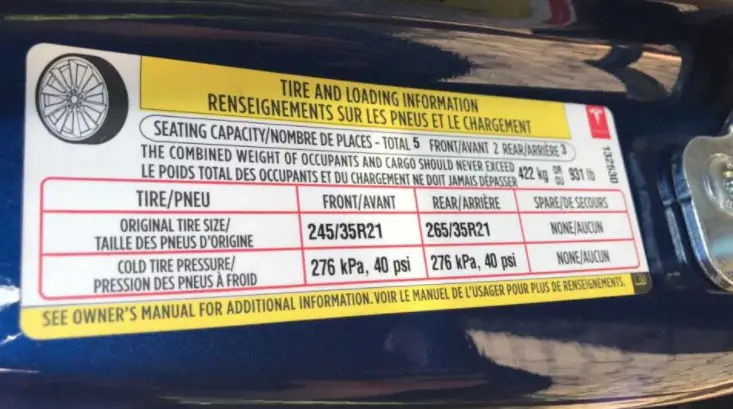 TIRE AND LOADING INFORMATION
RENSEIGNEMENTS SUR LES PNEUS ET LE CHARGEMENT
SEATING CAPACITY/NOMBRE DE PLACES - TOTAL 5 FRONT/AVANT 2 REAR/ARRIÈRE 3
THE COMBINED WEIGHT OF OCCUPANTS AND CARGO SHOULD NEVER EXCEED
LE POIDS TOTAL DES OCCUPANTS ET DU CHARGEMENT NE DOIT JAMAIS DÉPASSER
422 kg OR OU 931 lb
TIRE/PNEU FRONT/AVANT REAR/ARRIÈRE SPARE/DE SECOURS
ORIGINAL TIRE SIZE/
TAILLE DES PNEUS D'ORIGINE
245/35R21 265/35R21 NONE/AUCUN
COLD TIRE PRESSURE/
PRESSION DES PNEUS À FROID
276 kPa, 40 psi 276 kPa, 40 psi NONE/AUCUN
SEE OWNER'S MANUAL FOR ADDITIONAL INFORMATION. VOIR LE MANUEL DE L'USAGER POUR PLUS DE RENSEIGNEMENTS.
132530